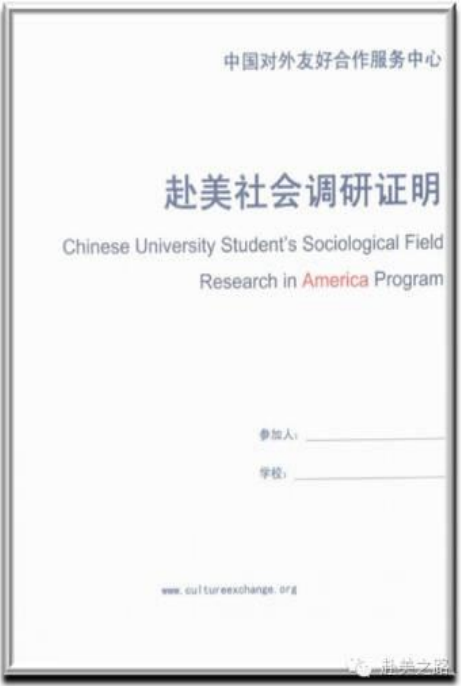 中国对外友好合作服务中心
赴美社会调研证明
Chinese University Student's Sociological Field
Research in America Program
参加人:
学校:
www.cultureexchange.org
赴美之路